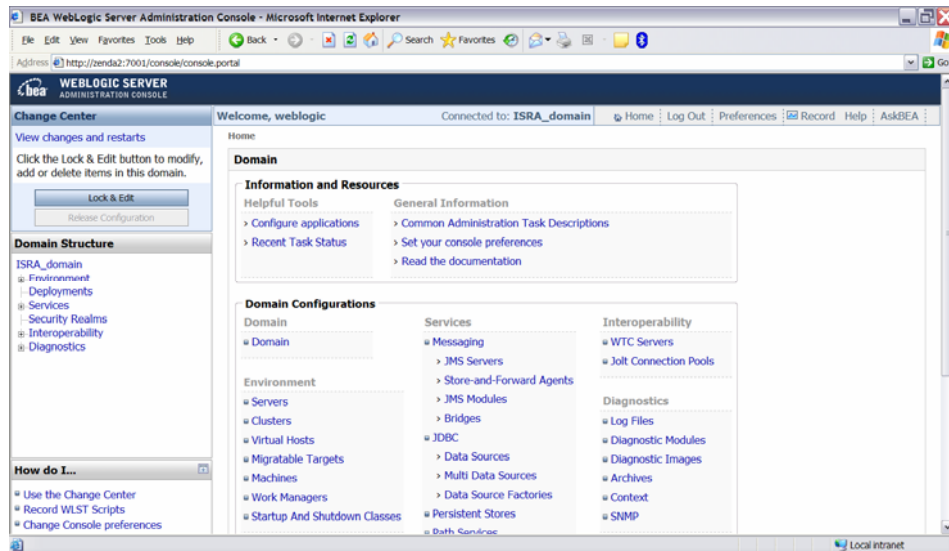 BEA WebLogic Server Administration Console - Microsoft Internet Explorer
File Edit View Favorites Tools Help
Back Search Favorites
Address http://zenda2:7001/console/console.portal Go
bea WEBLOGIC SERVER
ADMINISTRATION CONSOLE
Change Center
View changes and restarts
Click the Lock & Edit button to modify,
add or delete items in this domain.
Lock & Edit
Release Configuration
Domain Structure
ISRA_domain
Environment
Deployments
Services
Security Realms
Interoperability
Diagnostics
How do I...
Use the Change Center
Record WLST Scripts
Change Console preferences
Welcome, weblogic Connected to: ISRA_domain Home Log Out Preferences Record Help AskBEA
Home
Domain
Information and Resources
Helpful Tools
Configure applications
Recent Task Status
General Information
Common Administration Task Descriptions
Set your console preferences
Read the documentation
Domain Configurations
Domain
Domain
Environment
Servers
Clusters
Virtual Hosts
Migratable Targets
Machines
Work Managers
Startup And Shutdown Classes
Services
Messaging
JMS Servers
Store-and-Forward Agents
JMS Modules
Bridges
JDBC
Data Sources
Multi Data Sources
Data Source Factories
Persistent Stores
Path Services
Interoperability
WTC Servers
Jolt Connection Pools
Diagnostics
Log Files
Diagnostic Modules
Diagnostic Images
Archives
Context
SNMP
Local intranet